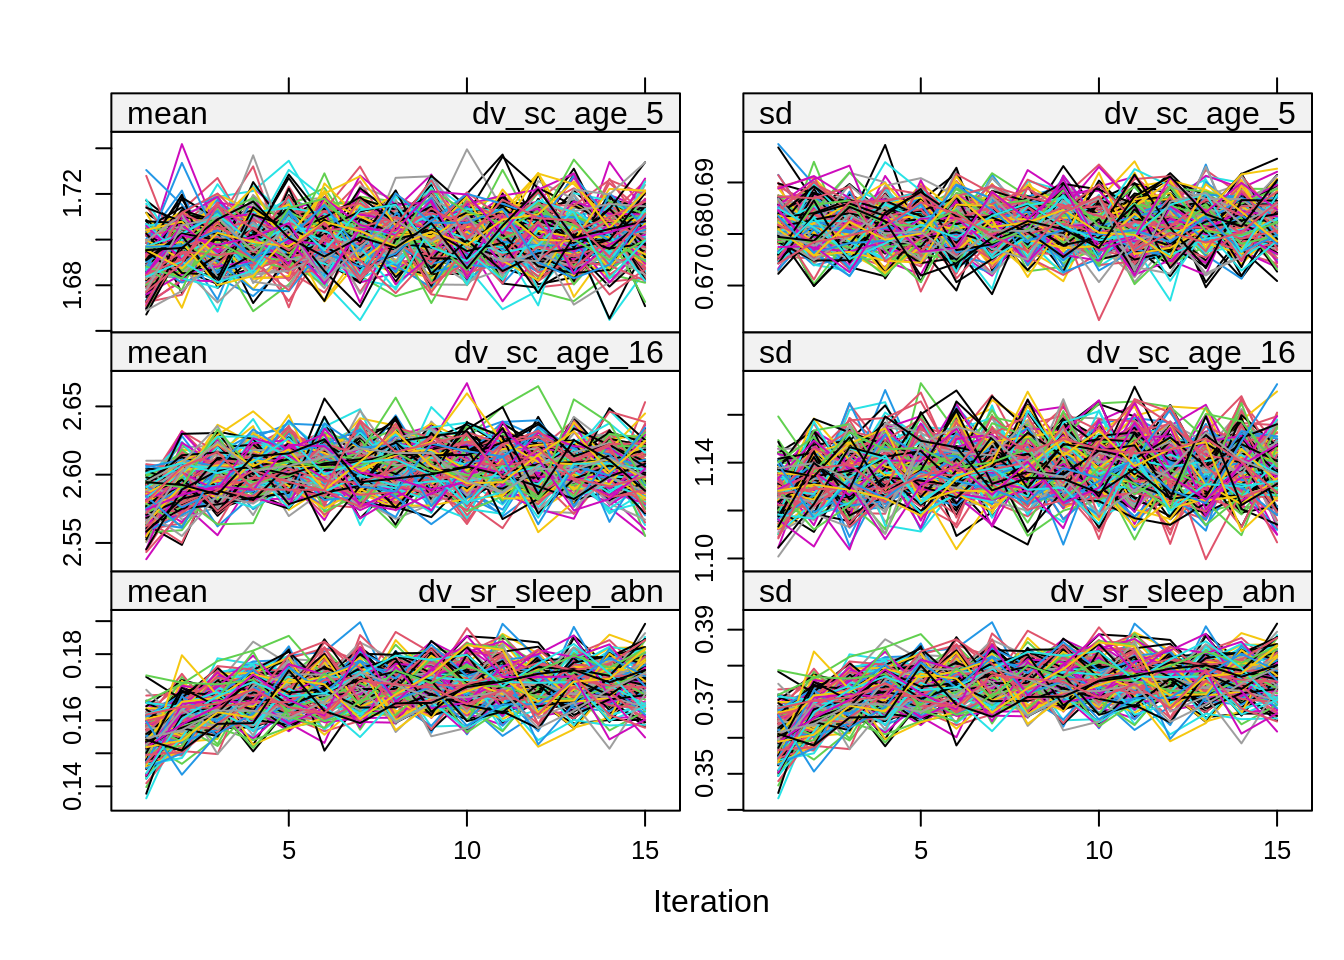 mean dv_sc_age_5
sd dv_sc_age_5
1.72
1.68
0.69
0.68
0.67
mean dv_sc_age_16
sd dv_sc_age_16
2.65
2.60
2.55
1.14
1.10
mean dv_sr_sleep_abn
sd dv_sr_sleep_abn
0.18
0.16
0.14
0.39
0.37
0.35
5 10 15
5 10 15
Iteration